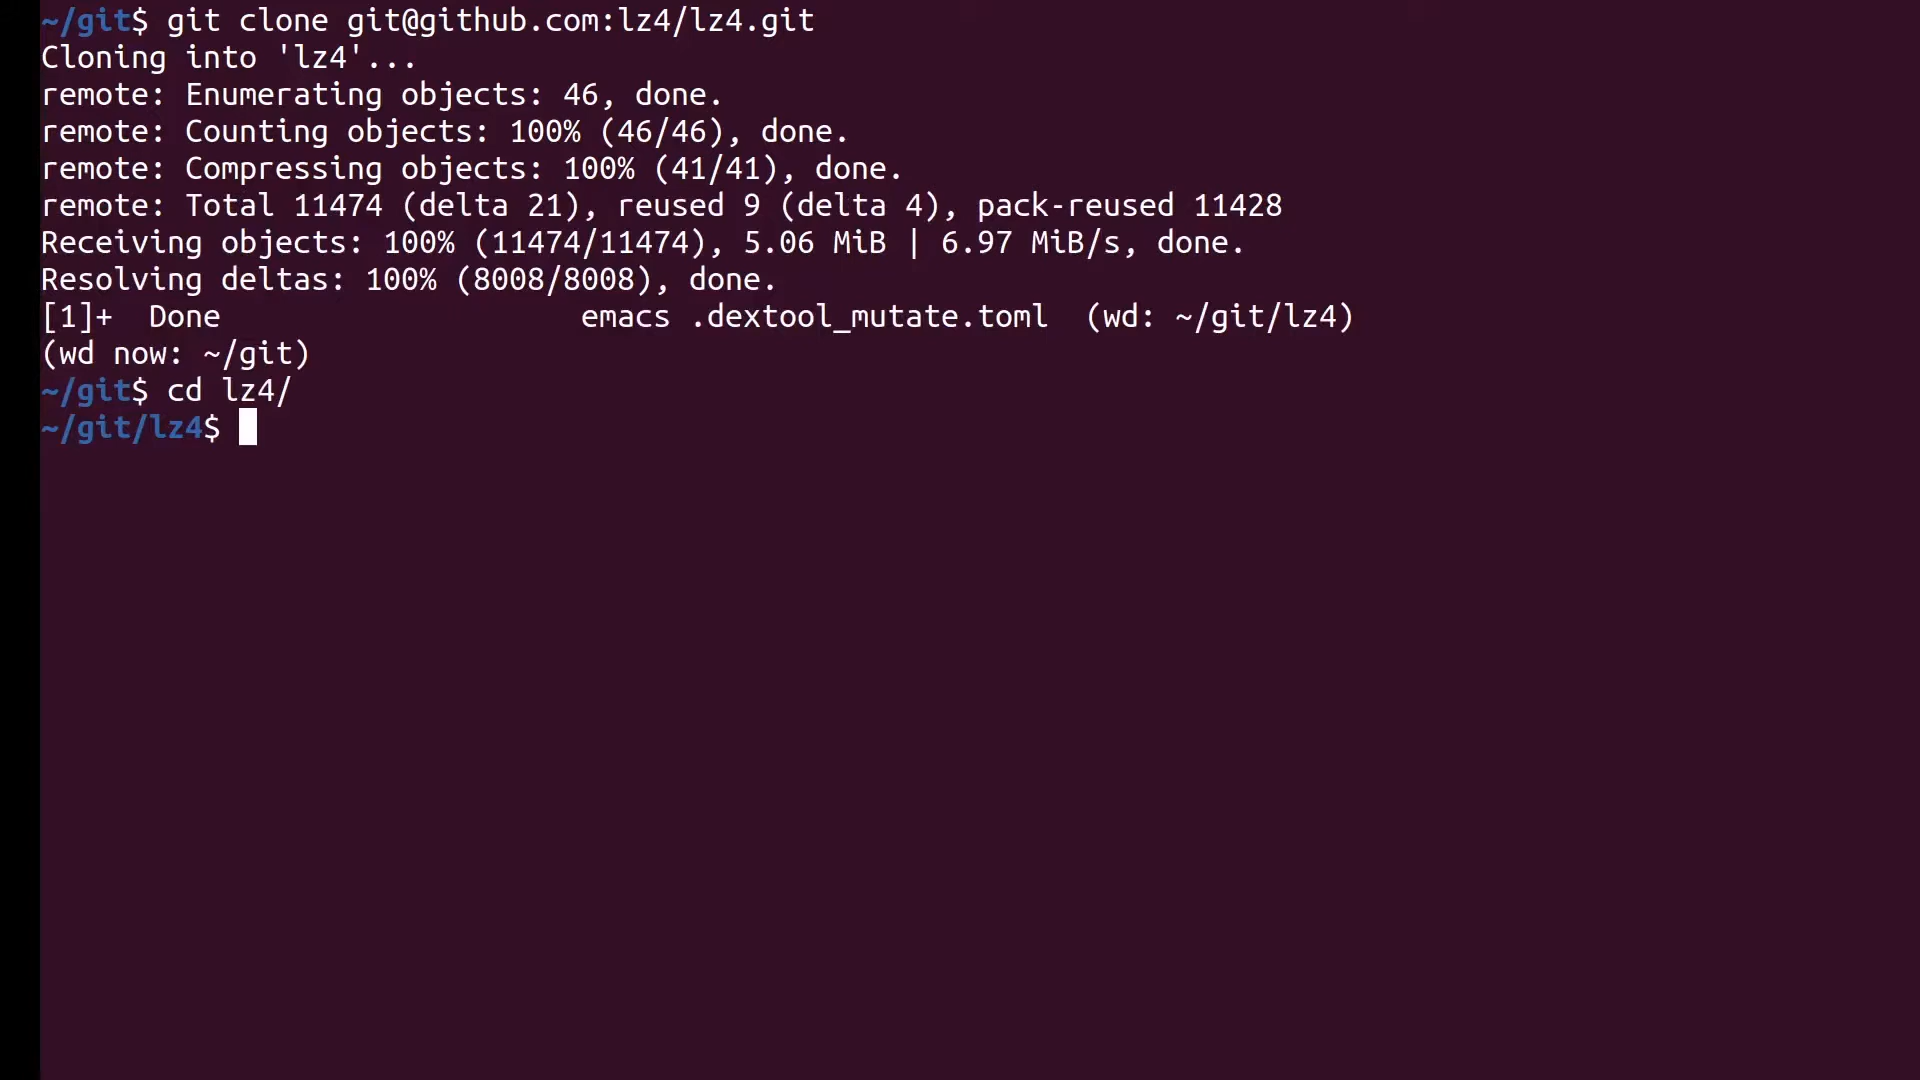 ~/git$ git clone git@github.com:lz4/lz4.git
Cloning into 'lz4'...
remote: Enumerating objects: 46, done.
remote: Counting objects: 100% (46/46), done.
remote: Compressing objects: 100% (41/41), done.
remote: Total 11474 (delta 21), reused 9 (delta 4), pack-reused 11428
Receiving objects: 100% (11474/11474), 5.06 MiB | 6.97 MiB/s, done.
Resolving deltas: 100% (8008/8008), done.
[1]+  Done                    emacs .dextool_mutate.toml  (wd: ~/git/lz4)
(wd now: ~/git)
~/git$ cd lz4/
~/git/lz4$